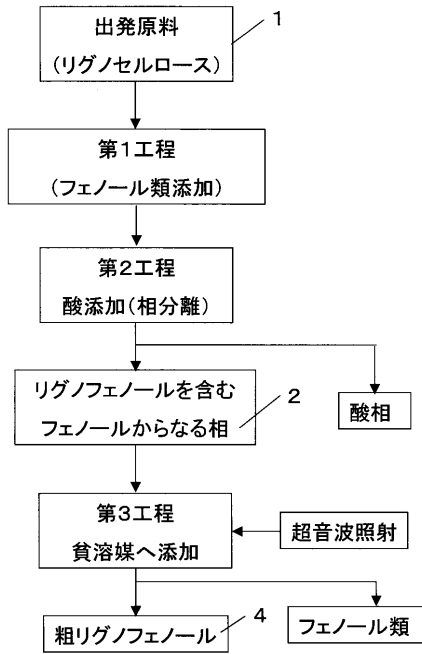 出発原料
(リグノセルロース)
1
第1工程
(フェノール類添加)
第2工程
酸添加(相分離)
リグノフェノールを含む
フェノールからなる相
2
酸相
第3工程
貧溶媒へ添加
超音波照射
粗リグノフェノール
4
フェノール類